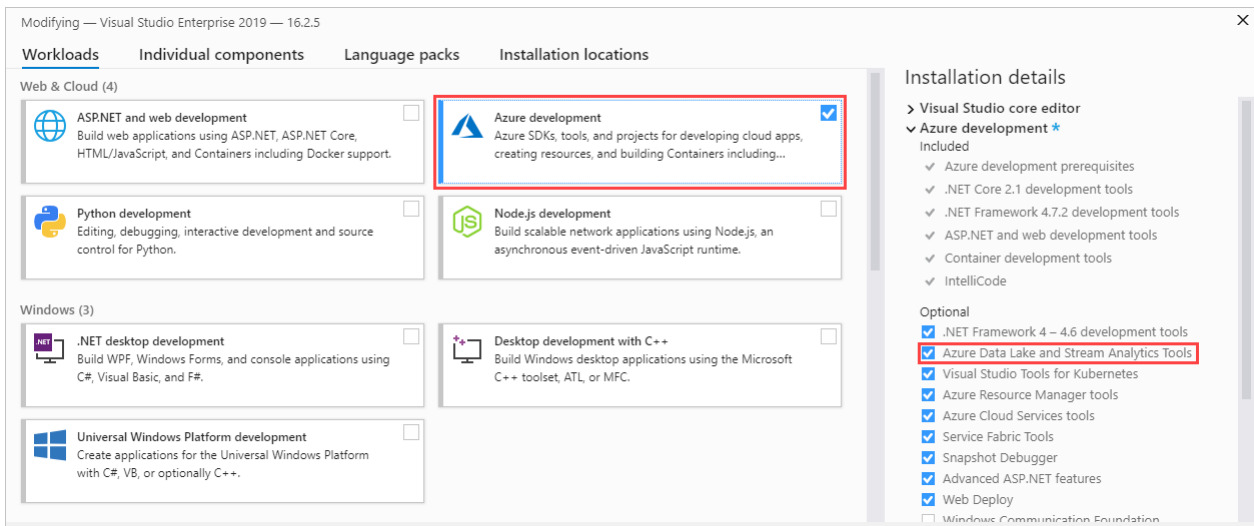 Modifying — Visual Studio Enterprise 2019 — 16.2.5
Workloads
Individual components
Language packs
Installation locations
Web & Cloud (4)
ASP.NET and web development
Build web applications using ASP.NET, ASP.NET Core,
HTML/JavaScript, and Containers including Docker support.
Azure development
Azure SDKs, tools, and projects for developing cloud apps,
creating resources, and building Containers including...
Python development
Editing, debugging, interactive development and source
control for Python.
JS
Node.js development
Build scalable network applications using Node.js, an
asynchronous event-driven JavaScript runtime.
Windows (3)
.NET
.NET desktop development
Build WPF, Windows Forms, and console applications using
C#, Visual Basic, and F#.
Desktop development with C++
Build Windows desktop applications using the Microsoft
C++ toolset, ATL, or MFC.
Universal Windows Platform development
Create applications for the Universal Windows Platform
with C#, VB, or optionally C++.
Installation details
Visual Studio core editor
Azure development *
Included
Azure development prerequisites
.NET Core 2.1 development tools
.NET Framework 4.7.2 development tools
ASP.NET and web development tools
Container development tools
IntelliCode
Optional
.NET Framework 4 – 4.6 development tools
Azure Data Lake and Stream Analytics Tools
Visual Studio Tools for Kubernetes
Azure Resource Manager tools
Azure Cloud Services tools
Service Fabric Tools
Snapshot Debugger
Advanced ASP.NET features
Web Deploy
Windows Communication Foundation